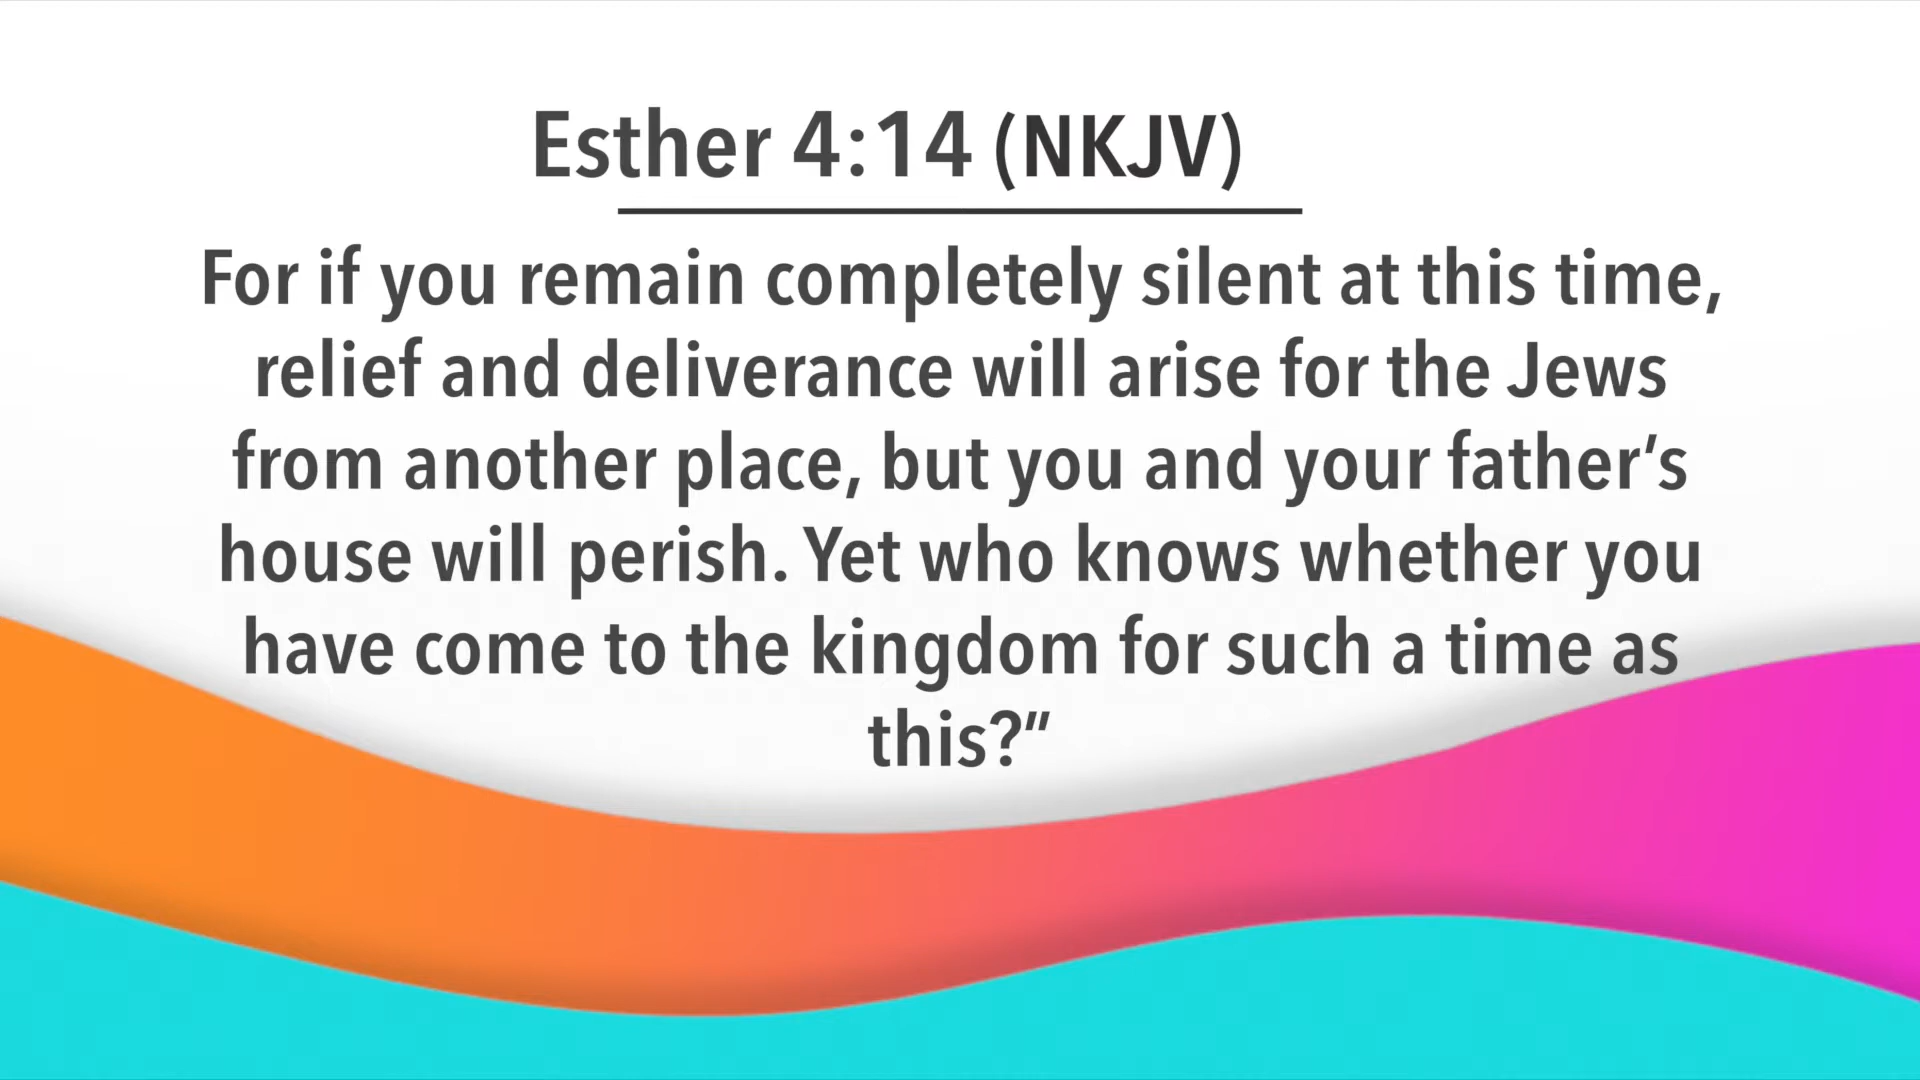 Esther 4:14 (NKJV)
For if you remain completely silent at this time,
relief and deliverance will arise for the Jews
from another place, but you and your father’s
house will perish. Yet who knows whether you
have come to the kingdom for such a time as
this?”